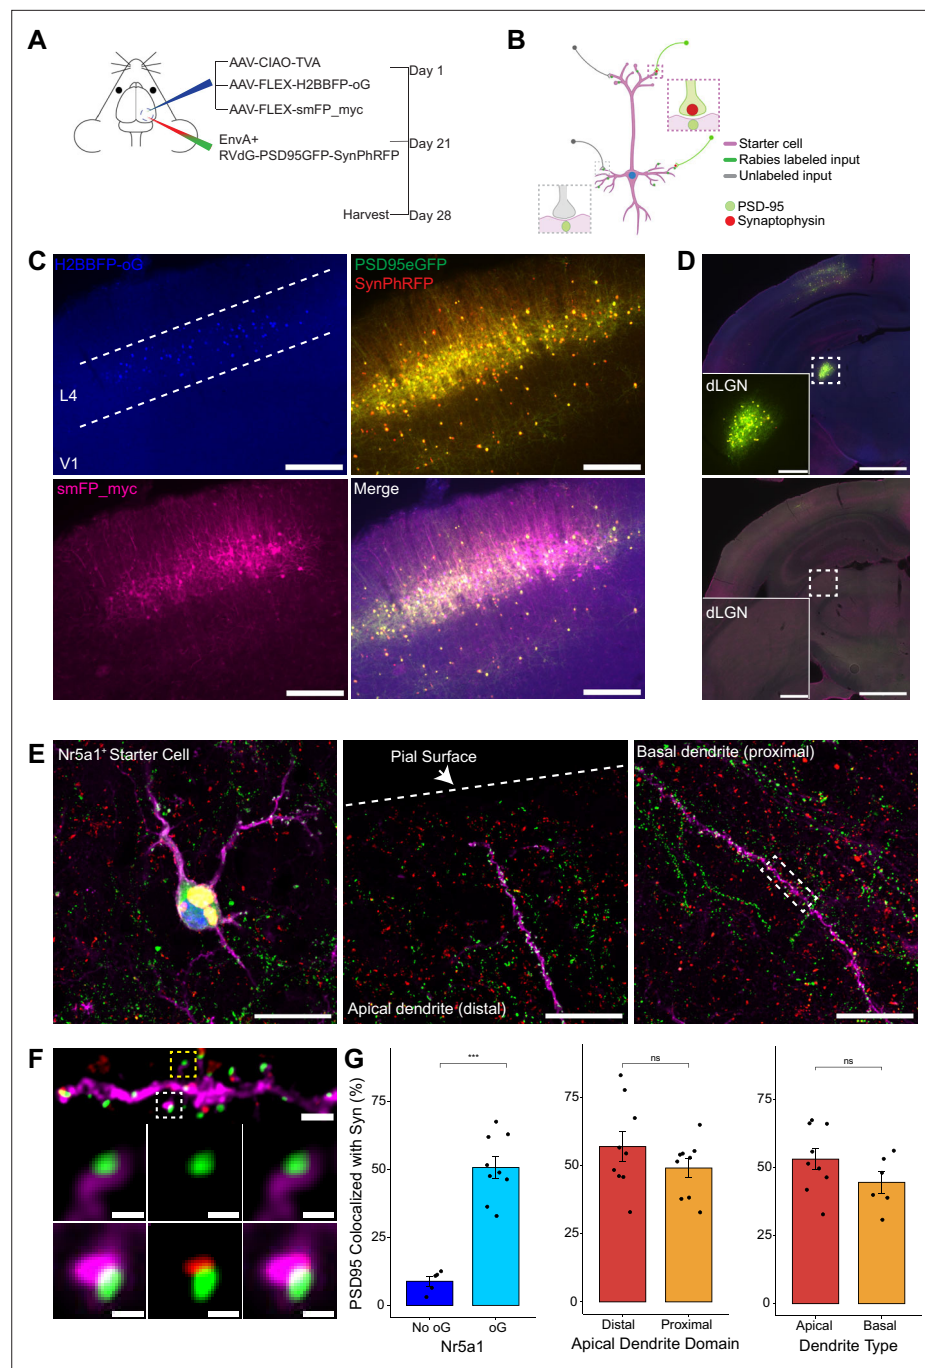 A
AAV-CIAO-TVA
AAV-FLEX-H2BBFP-oG
AAV-FLEX-smFP_myc
EnvA+
RVdG-PSD95GFP-SynPhRFP
Harvest
Day 1
Day 21
Day 28
B
Starter cell
Rabies labeled input
Unlabeled input
PSD-95
Synaptophysin
C
H2BBFP-oG
L4
V1
PSD95eGFP
SynPhRFP
smFP_myc
Merge
D
dLGN
dLGN
E
Nr5a1+ Starter Cell
Pial Surface
Apical dendrite (distal)
Basal dendrite (proximal)
F
G
PSD95 Colocalized with Syn (%)
***
75
50
25
0
No oG oG
Nr5a1
ns
75
50
25
0
Distal Proximal
Apical Dendrite Domain
ns
75
50
25
0
Apical Basal
Dendrite Type